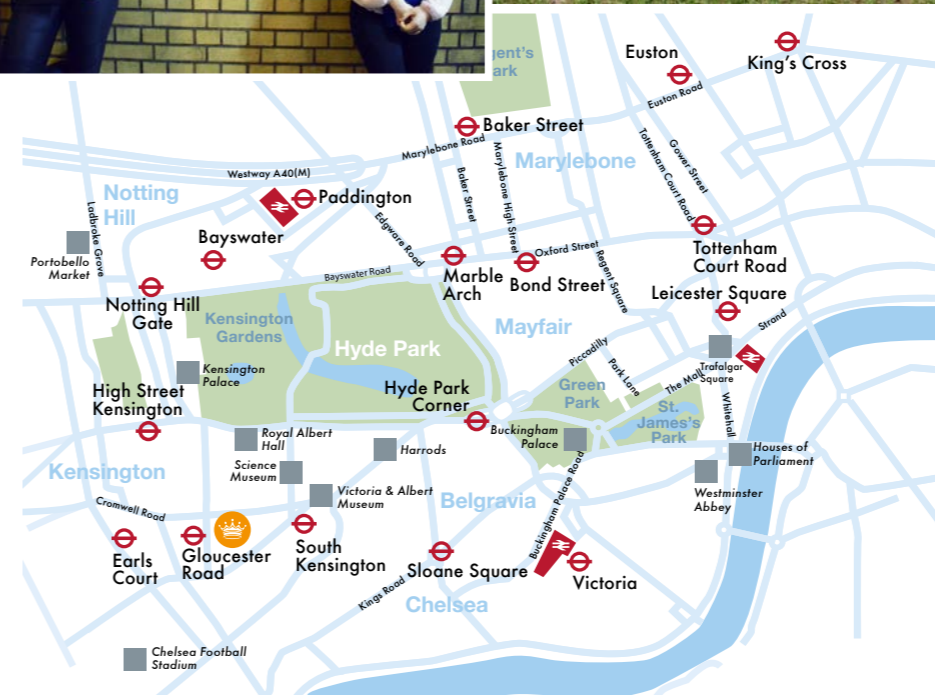 gent's
ark
Euston
King's Cross
Euston Road
Baker Street
Marylebone Road
Marylebone
Tottenham Court Road
Gower Street
Westway A40(M)
Notting
Hill
Paddington
Baker Street
Marylebone High Street
Ladbroke Grove
Bayswater
Edgware Road
Oxford Street
Tottenham
Court Road
Portobello
Market
Bayswater Road
Marble
Arch
Bond Street
Regent Square
Leicester Square
Notting Hill
Gate
Kensington
Gardens
Mayfair
Strand
Hyde Park
Piccadilly
Park Lane
Trafalgar
Square
Kensington
Palace
The Mall
High Street
Kensington
Hyde Park
Corner
Green
Park
St.
James's
Park
Whitehall
Royal Albert
Hall
Harrods
Buckingham
Palace
Houses of
Parliament
Kensington
Science
Museum
Victoria & Albert
Museum
Belgravia
Buckingham Palace Road
Westminster
Abbey
Cromwell Road
Earls
Court
Gloucester
Road
South
Kensington
Sloane Square
Victoria
Kings Road
Chelsea
Chelsea Football
Stadium